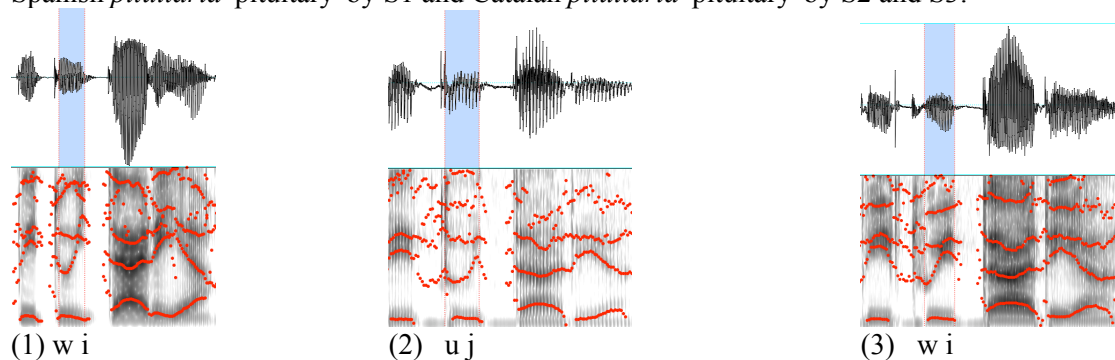 Spanish pituitaria 'pituitary' by S1 and Catalan pituïtària 'pituitary' by S2 and S3.
(1) w i (2) u j (3) w i